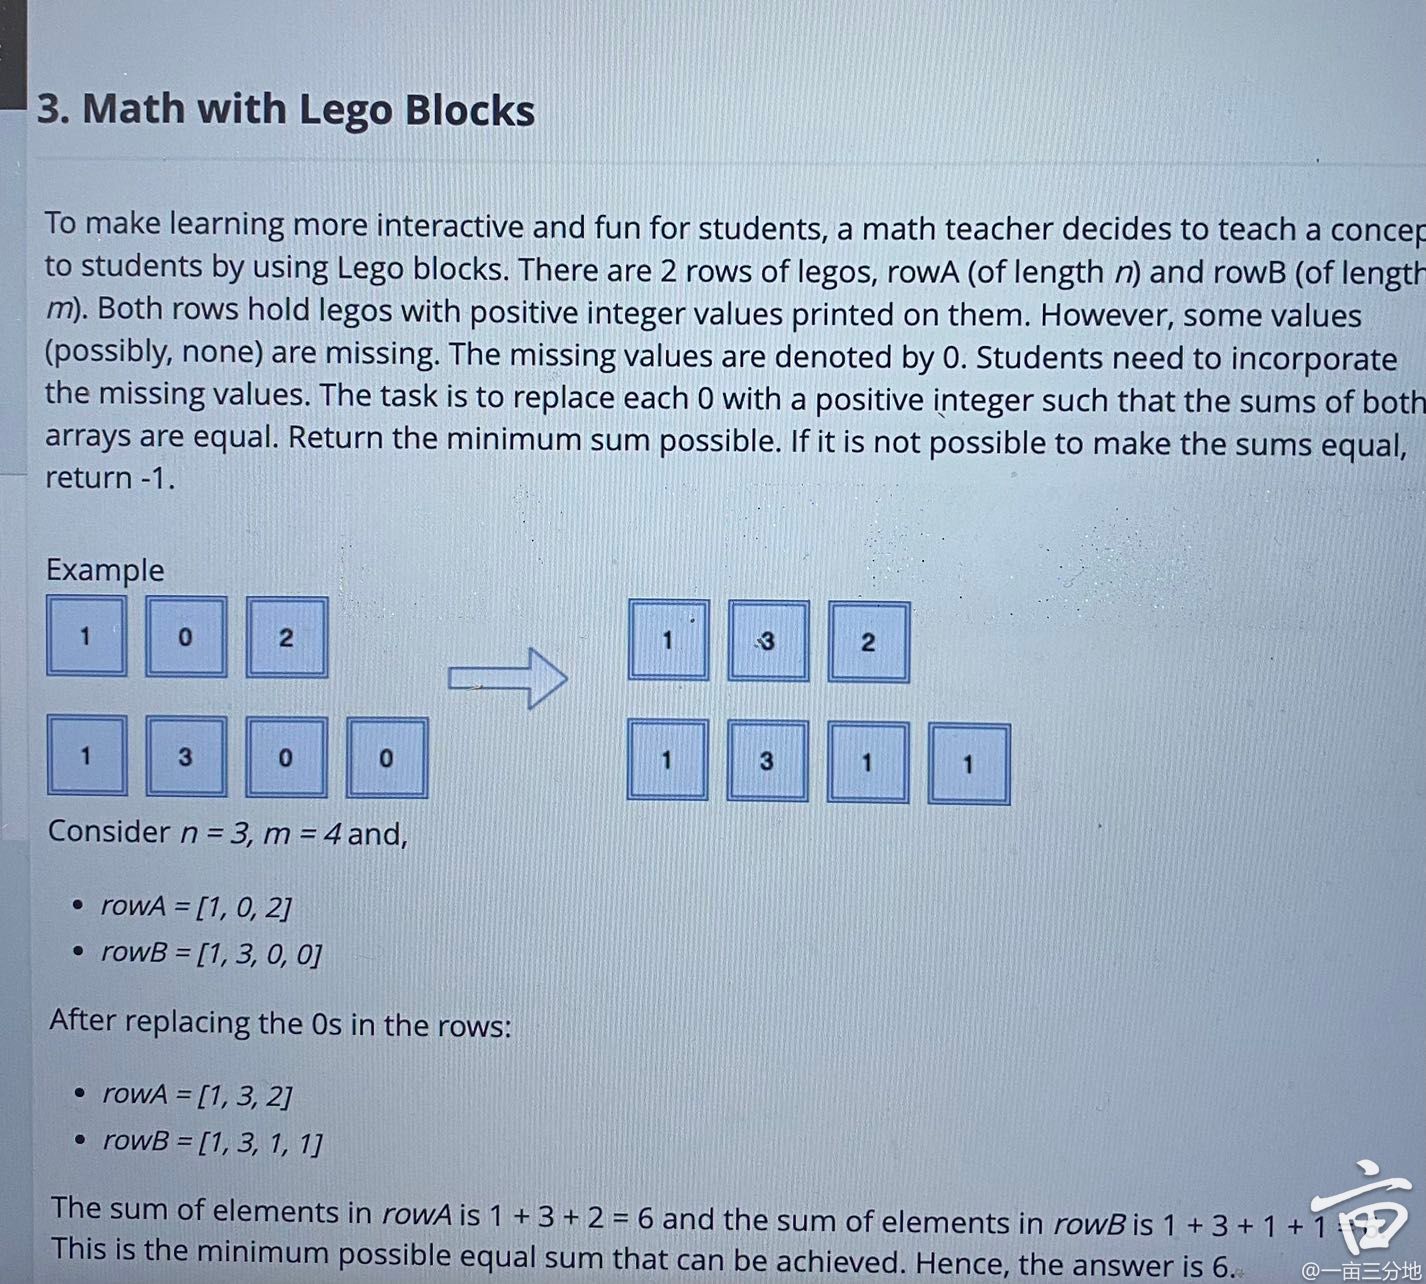 3. Math with Lego Blocks
To make learning more interactive and fun for students, a math teacher decides to teach a
to students by using Lego blocks. There are 2 rows of legos, rowA (of length n) and rowB (of
m). Both rows hold legos with positive integer values printed on them. However, some values
(possibly, none) are missing. The missing values are denoted by 0. Students need to incorporate
the missing values. The task is to replace each 0 with a positive integer such that the sums of both
arrays are equal. Return the minimum sum possible. If it is not possible to make the sums equal,
return -1.
Example
1 0 2
1 3 2
1 3 0 0
1 3 1 1
Consider n = 3, m = 4 and,
• rowA = [1, 0, 2]
• rowB = [1, 3, 0, 0]
After replacing the 0s in the rows:
• rowA = [1, 3, 2]
• rowB = [1, 3, 1, 1]
The sum of elements in rowA is 1 + 3 + 2 = 6 and the sum of elements in rowB is 1 + 3 + 1 + 1
This is the minimum possible equal sum that can be achieved. Hence, the answer is 6.
亩
@一亩三分地